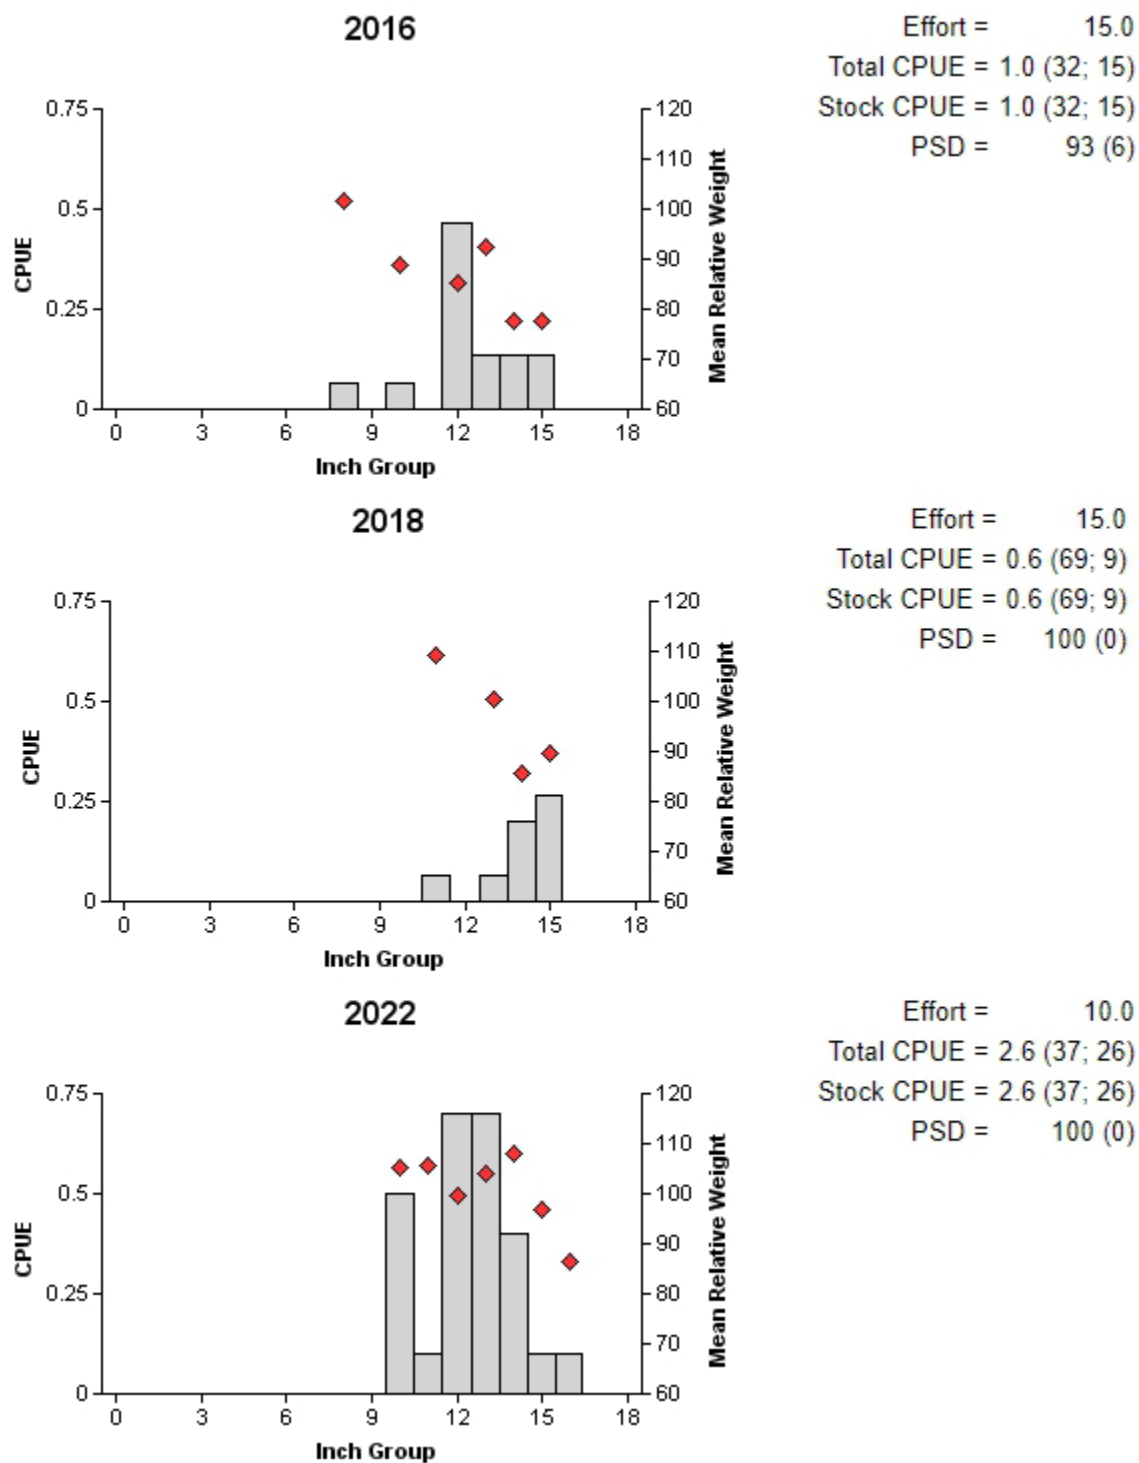 2016
Effort = 15.0
Total CPUE = 1.0 (32; 15)
Stock CPUE = 1.0 (32; 15)
PSD = 93 (6)
0.75
0.5
0.25
0
CPUE
120
110
100
90
80
70
60
Mean Relative Weight
0 3 6 9 12 15 18
Inch Group
2018
Effort = 15.0
Total CPUE = 0.6 (69; 9)
Stock CPUE = 0.6 (69; 9)
PSD = 100 (0)
0.75
0.5
0.25
0
CPUE
120
110
100
90
80
70
60
Mean Relative Weight
0 3 6 9 12 15 18
Inch Group
2022
Effort = 10.0
Total CPUE = 2.6 (37; 26)
Stock CPUE = 2.6 (37; 26)
PSD = 100 (0)
0.75
0.5
0.25
0
CPUE
120
110
100
90
80
70
60
Mean Relative Weight
0 3 6 9 12 15 18
Inch Group